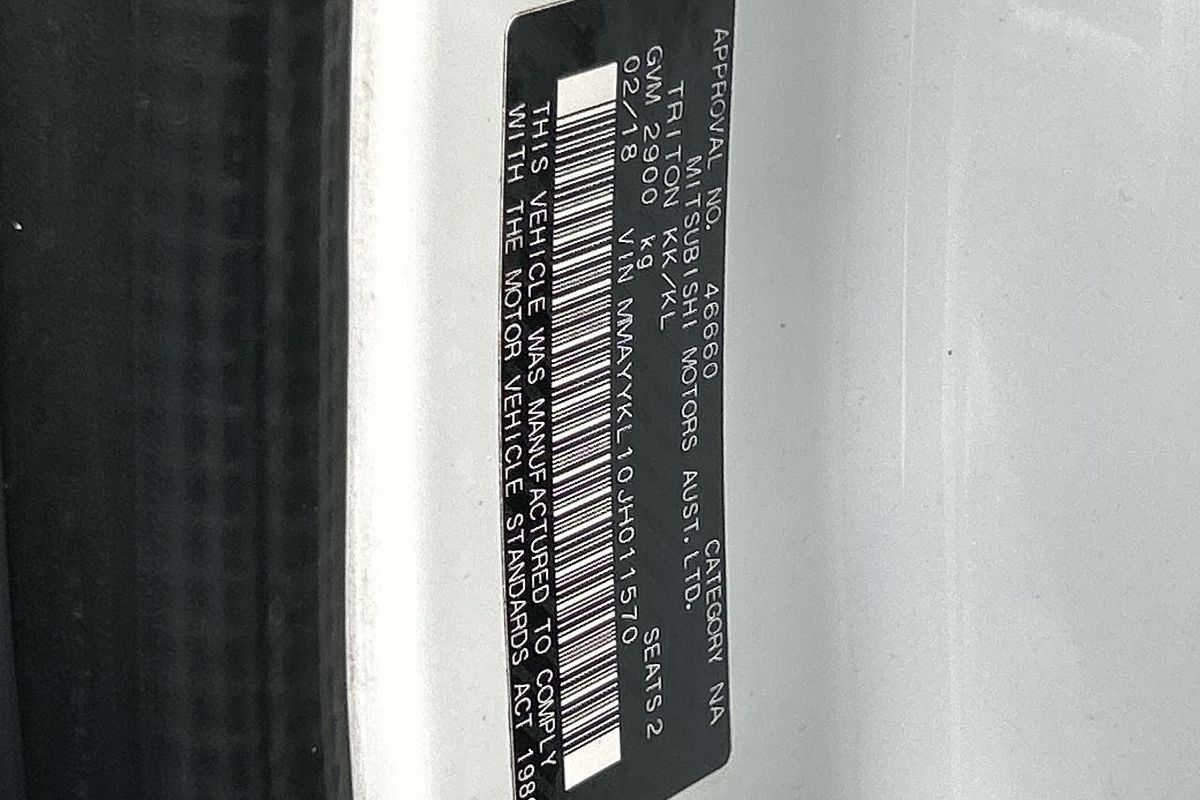 APPROVAL NO. 46660 CATEGORY NA
MITSUBISHI MOTORS AUST. LTD.
TRITON KK/KL
GVM 2900 kg SEATS 2
02/18 VIN MMAYYKL10JH011570
THIS VEHICLE WAS MANUFACTURED TO COMPLY
WITH THE MOTOR VEHICLE STANDARDS ACT